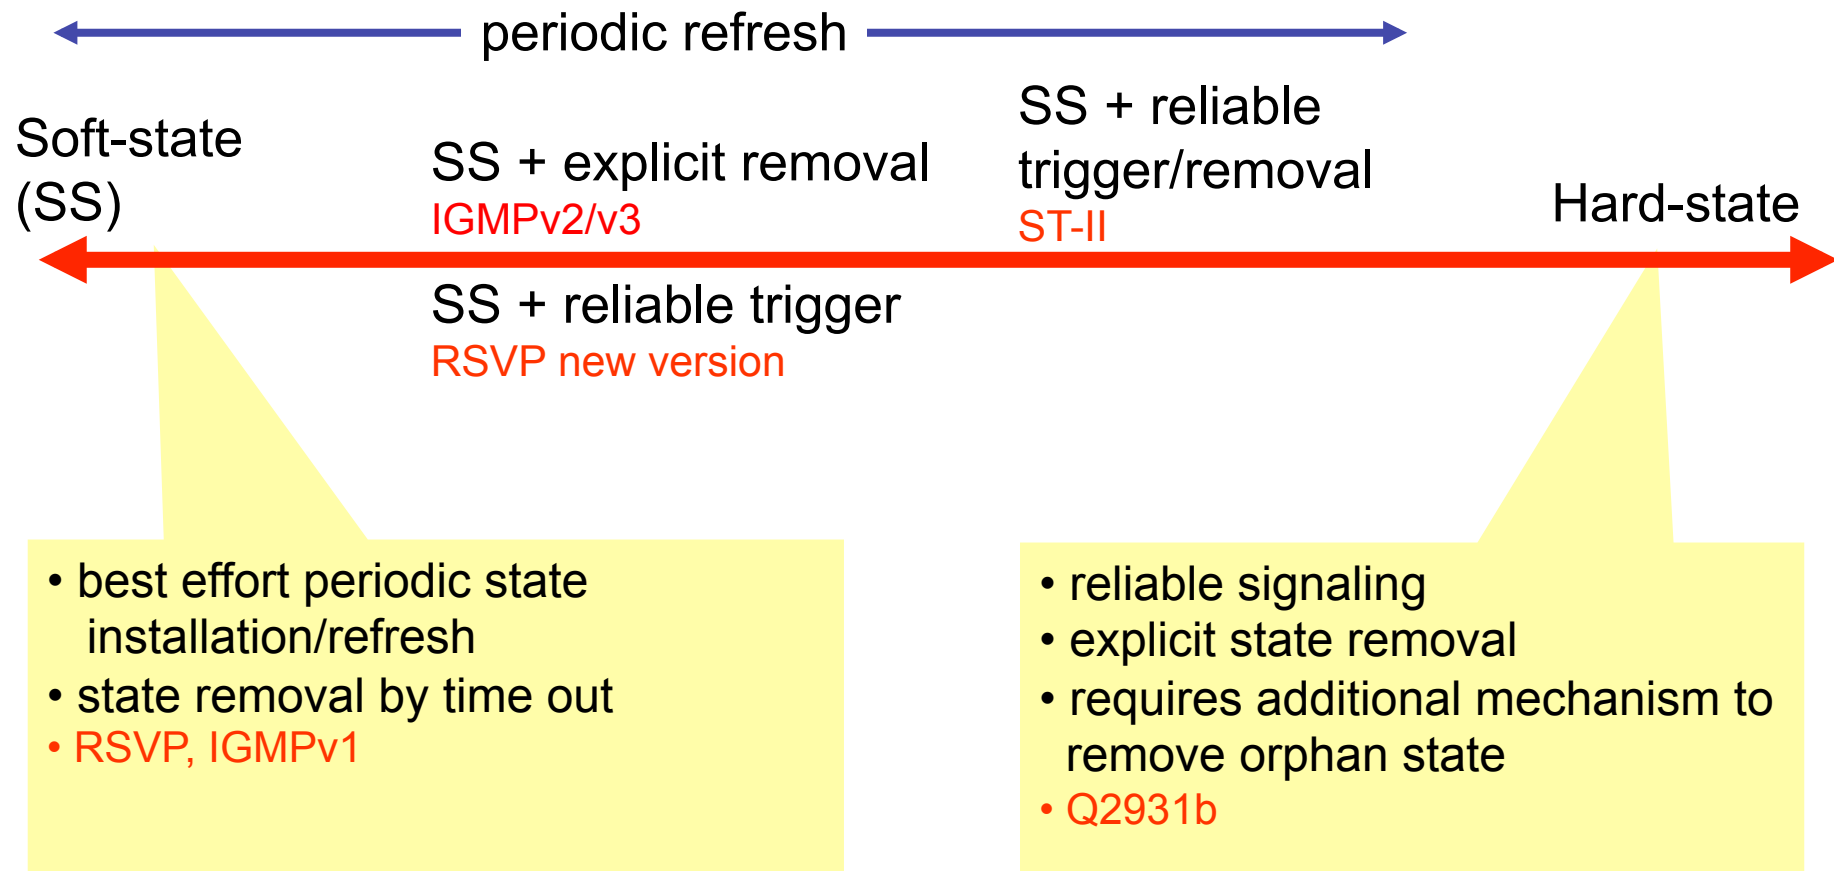 periodic refresh
Soft-state
(SS)
SS + explicit removal
IGMPv2/v3
SS + reliable
trigger/removal
ST-II
Hard-state
SS + reliable trigger
RSVP new version
• best effort periodic state
installation/refresh
• state removal by time out
• RSVP, IGMPv1
• reliable signaling
• explicit state removal
• requires additional mechanism to
remove orphan state
• Q2931b